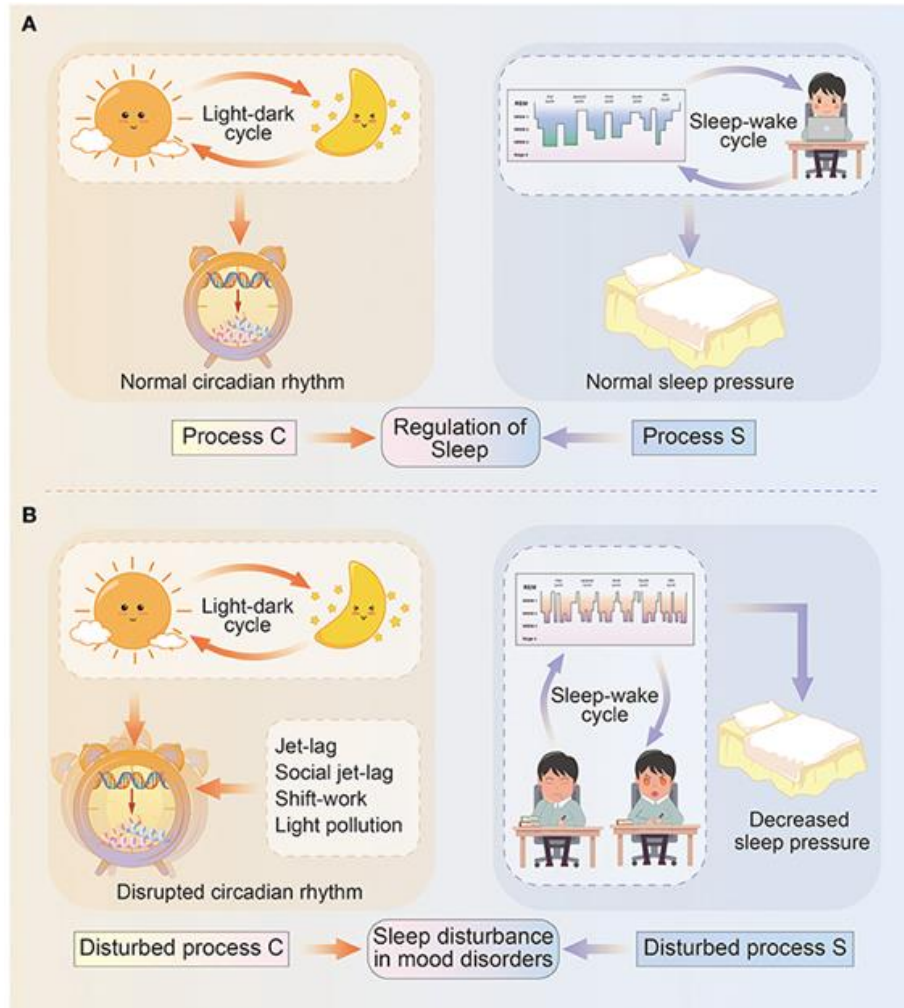 A
Light-dark
cycle
Normal circadian rhythm
REM
Sleep-wake
cycle
Normal sleep pressure
Process C
Regulation of
Sleep
Process S
B
Light-dark
cycle
Jet-lag
Social jet-lag
Shift-work
Light pollution
Disrupted circadian rhythm
REM
Sleep-wake
cycle
Decreased
sleep pressure
Disturbed process C
Sleep disturbance
in mood disorders
Disturbed process S